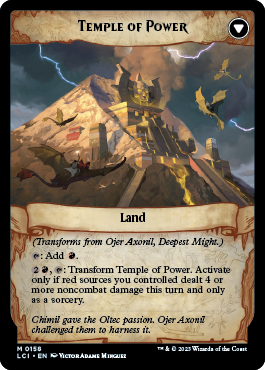 Temple of Power
Land
(Transforms from Ojer Axonil, Deepest Might.)
: Add .
2 , : Transform Temple of Power. Activate
only if red sources you controlled dealt 4 or
more noncombat damage this turn and only
as a sorcery.
Chimil gave the Oltec passion. Ojer Axonil
challenged them to harness it.
M 0158
LCI • EN Victor Adame Minguez
™ & © 2023 Wizards of the Coast